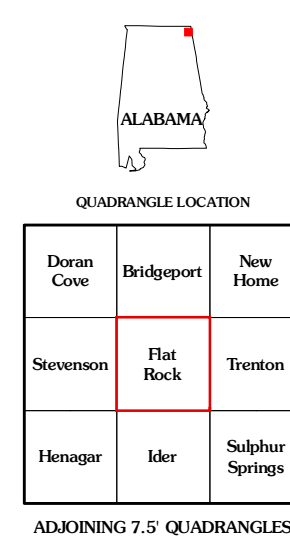 ALABAMA
QUADRANGLE LOCATION
Doran
Cove
Bridgeport
New
Home
Stevenson
Flat
Rock
Trenton
Henagar
Ider
Sulphur
Springs
ADJOINING 7.5' QUADRANGLES